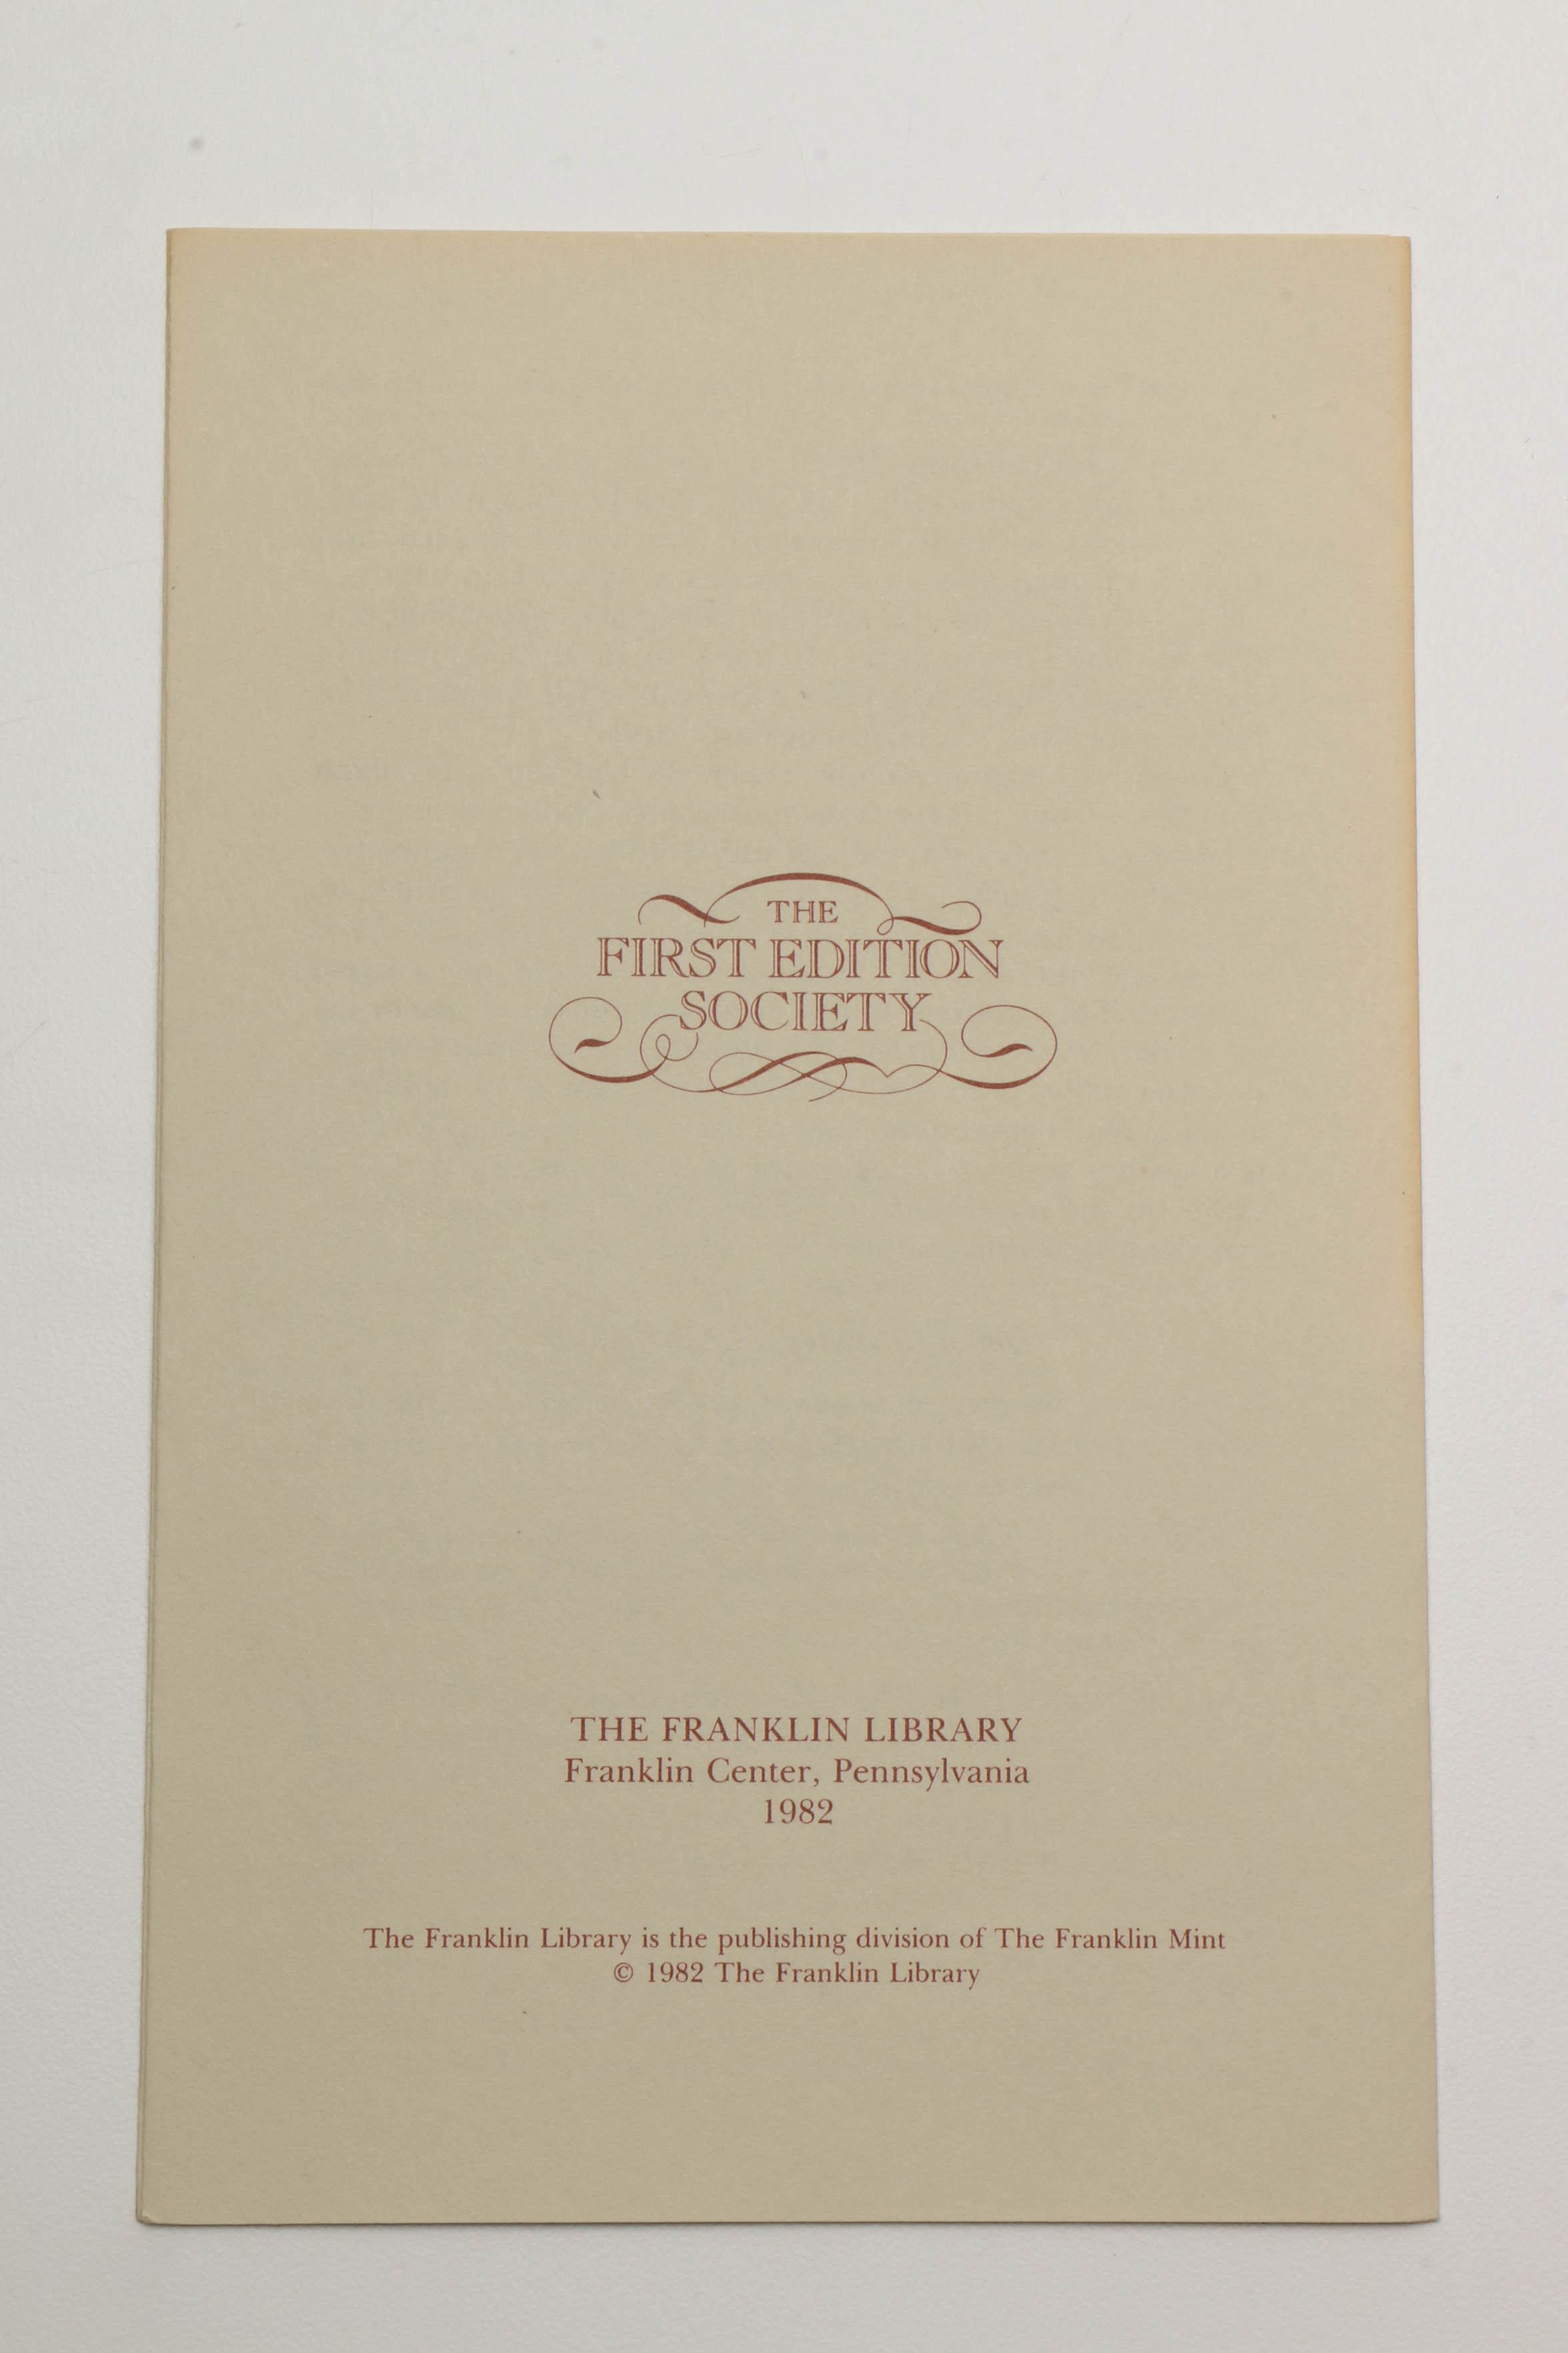 THE
FIRST EDITION
SOCIETY
THE FRANKLIN LIBRARY
Franklin Center, Pennsylvania
1982
The Franklin Library is the publishing division of The Franklin Mint
© 1982 The Franklin Library